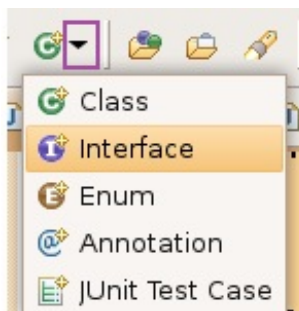 Class
Interface
Enum
Annotation
JUnit Test Case